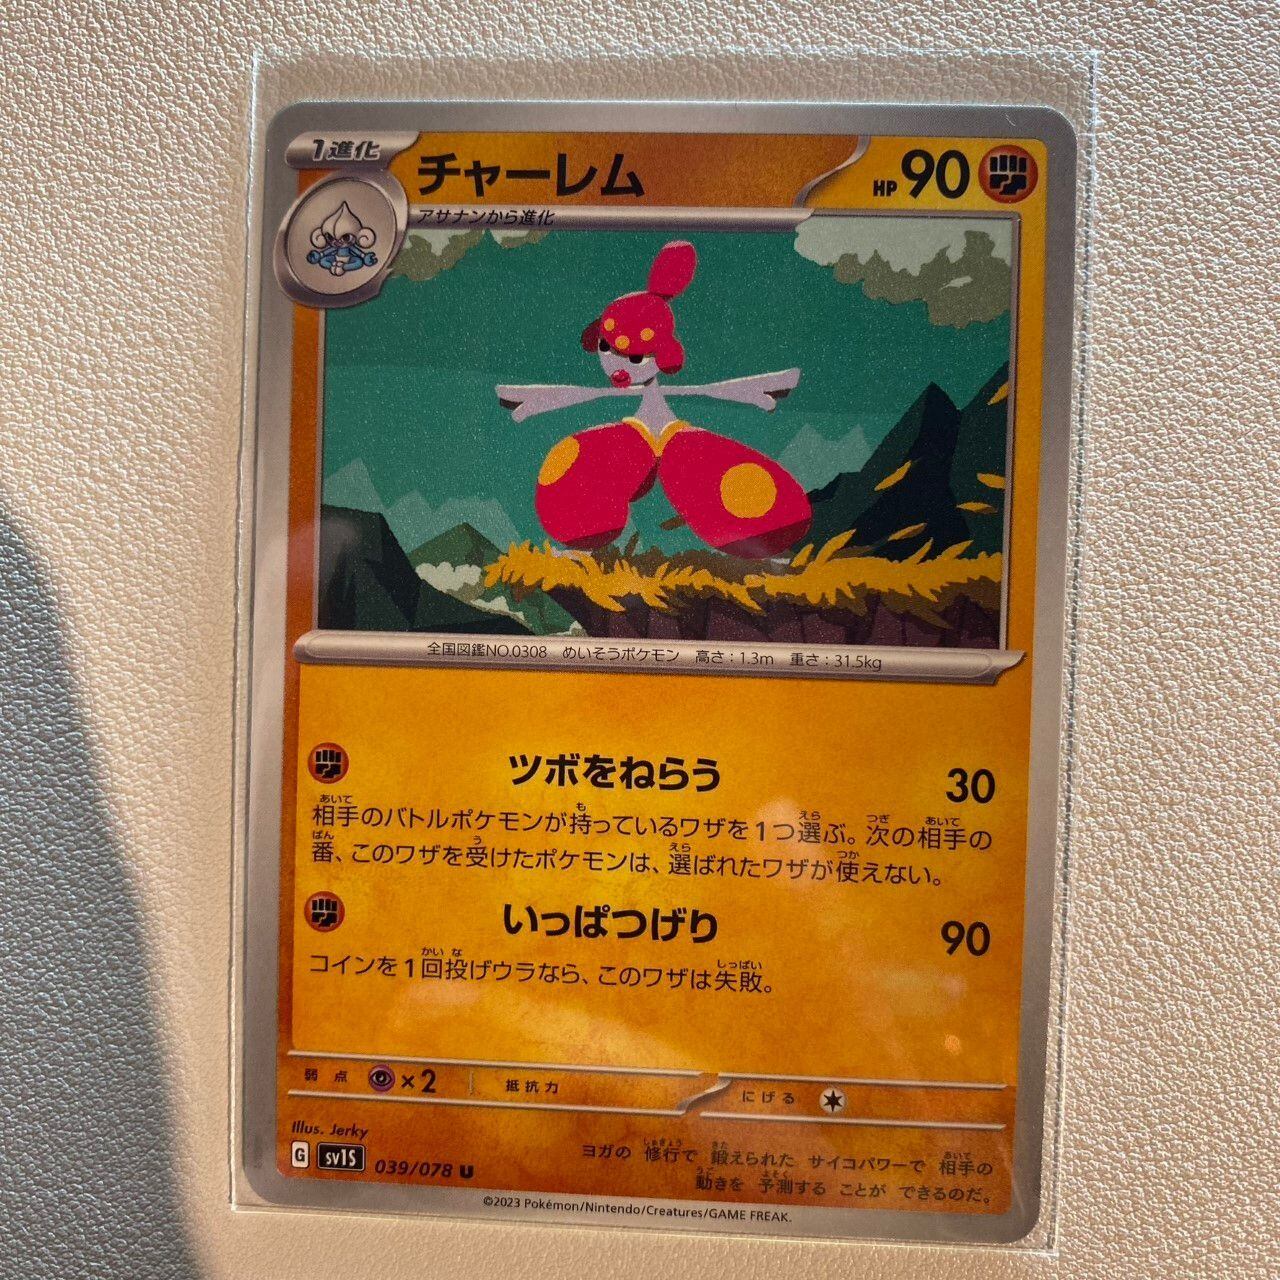 1進化
チャーレム
HP 90
アサナンから進化
全国図鑑NO.0308 めいそうポケモン 高さ:1.3m 重さ:31.5kg
ツボをねらう 30
相手のバトルポケモンが持っているワザを1つ選ぶ。次の相手の
番、このワザを受けたポケモンは、選ばれたワザが使えない。
いっぱつげり 90
コインを1回投げウラなら、このワザは失敗。
弱点 ×2 抵抗力 にげる
Illus. Jerky
G sv1S 039/078 U
ヨガの 修行で 鍛えられた サイコパワーで 相手の
動きを 予測する ことが できるのだ。
©2023 Pokémon/Nintendo/Creatures/GAME FREAK.